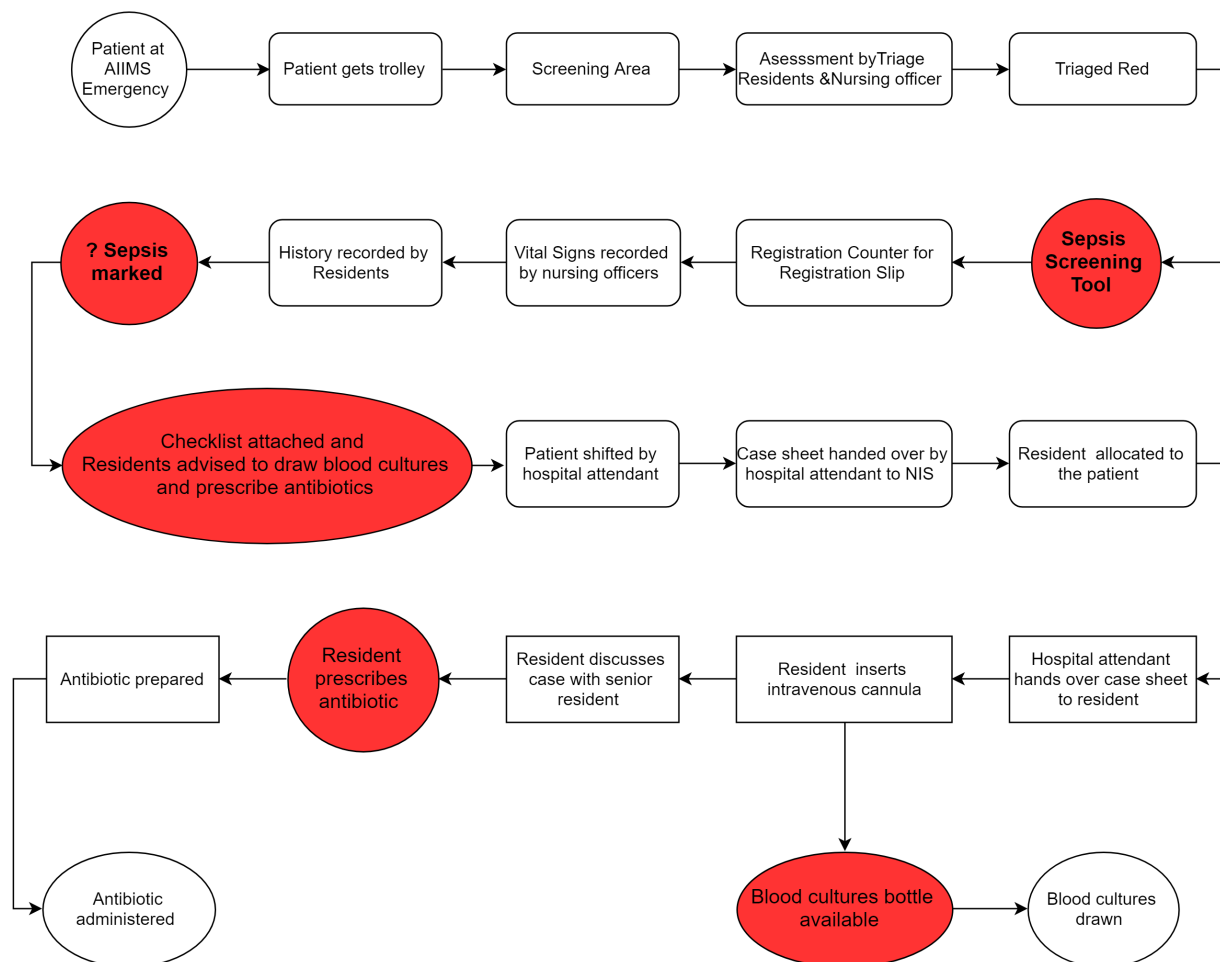 Patient at
AIIMS
Emergency
Patient gets trolley
Screening Area
Asesssment byTriage
Residents &Nursing officer
Triaged Red
Sepsis
Screening
Tool
Registration Counter for
Registration Slip
Vital Signs recorded
by nursing officers
History recorded by
Residents
? Sepsis
marked
Checklist attached and
Residents advised to draw blood cultures
and prescribe antibiotics
Patient shifted by
hospital attendant
Case sheet handed over by
hospital attendant to NIS
Resident allocated to
the patient
Hospital attendant
hands over case sheet
to resident
Resident inserts
intravenous cannula
Resident discusses
case with senior
resident
Resident
prescribes
antibiotic
Antibiotic prepared
Antibiotic
administered
Blood cultures bottle
available
Blood cultures
drawn